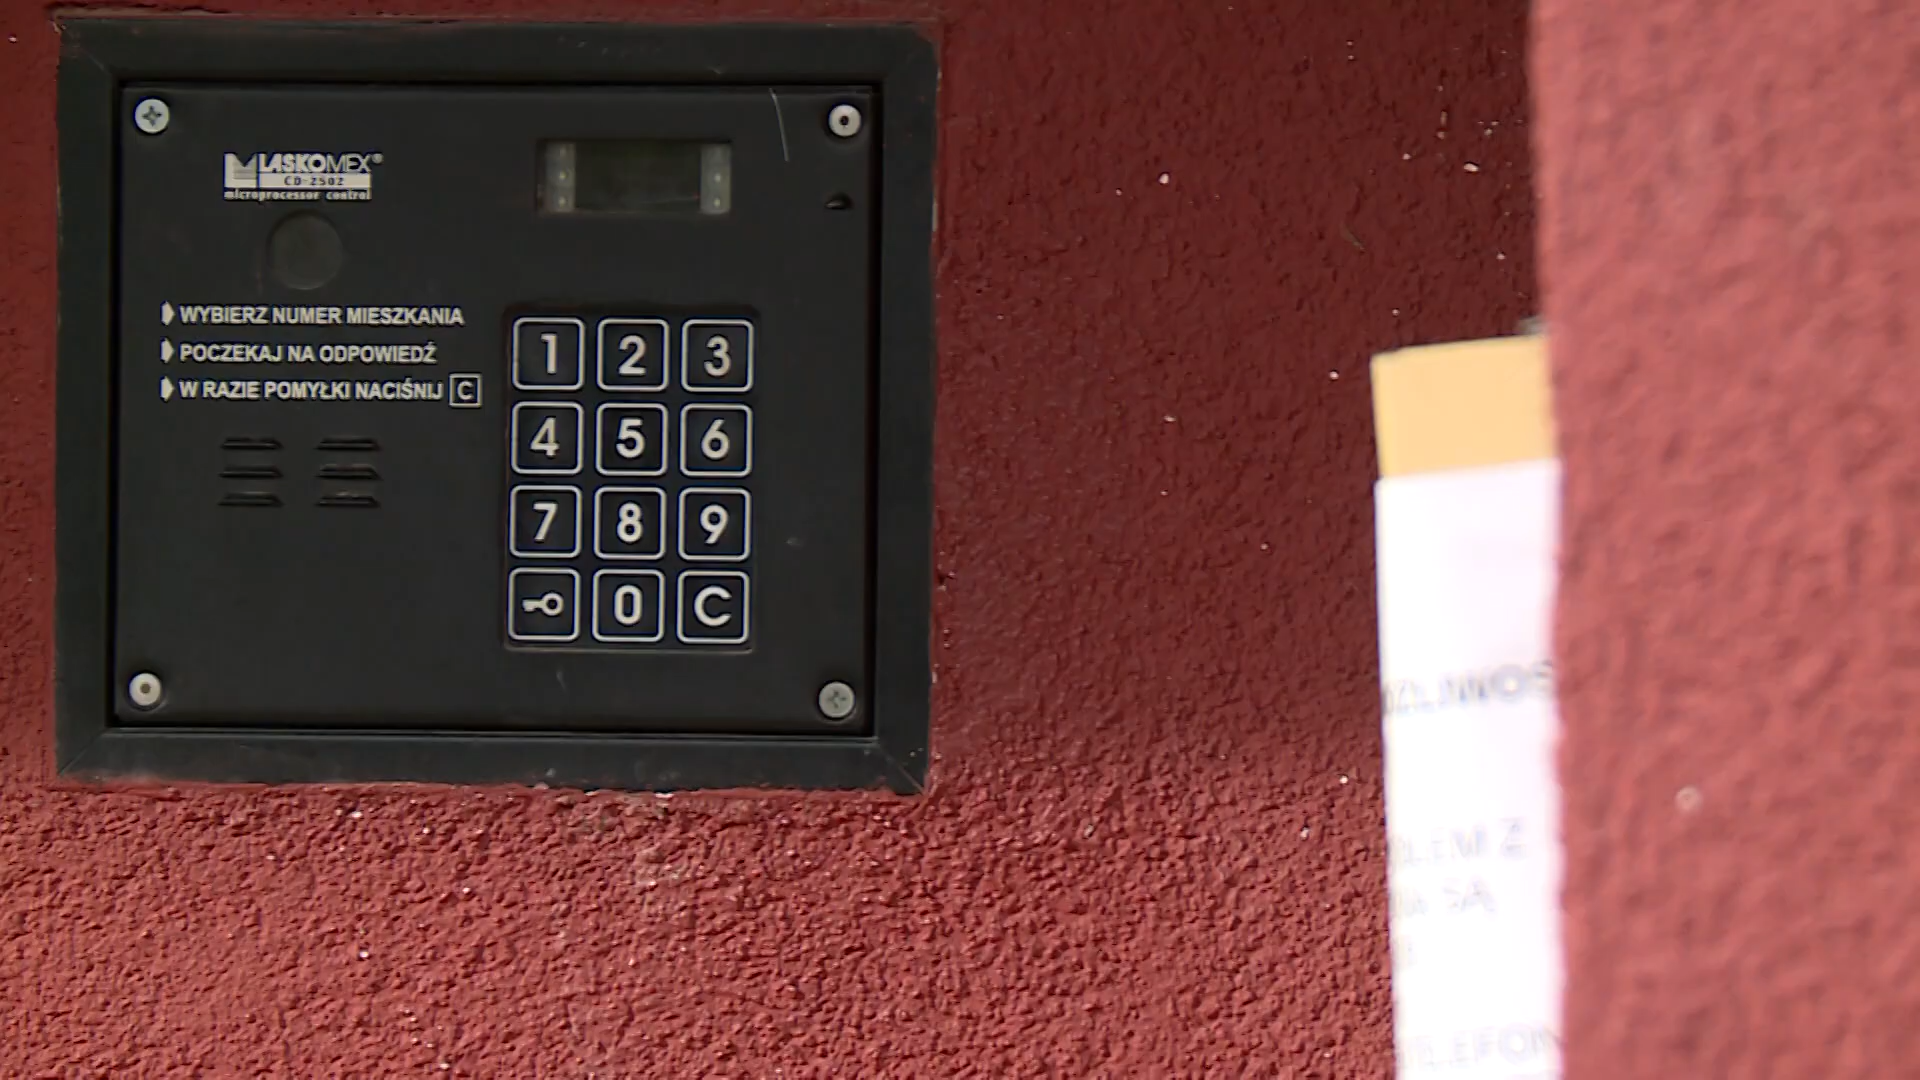 LASKOMEX®
CD-2502
microprocessor control
WYBIERZ NUMER MIESZKANIA
POCZEKAJ NA ODPOWIEDŹ
W RAZIE POMYŁKI NACIŚNIJ C
1 2 3
4 5 6
7 8 9
0 C
Z
SĄ